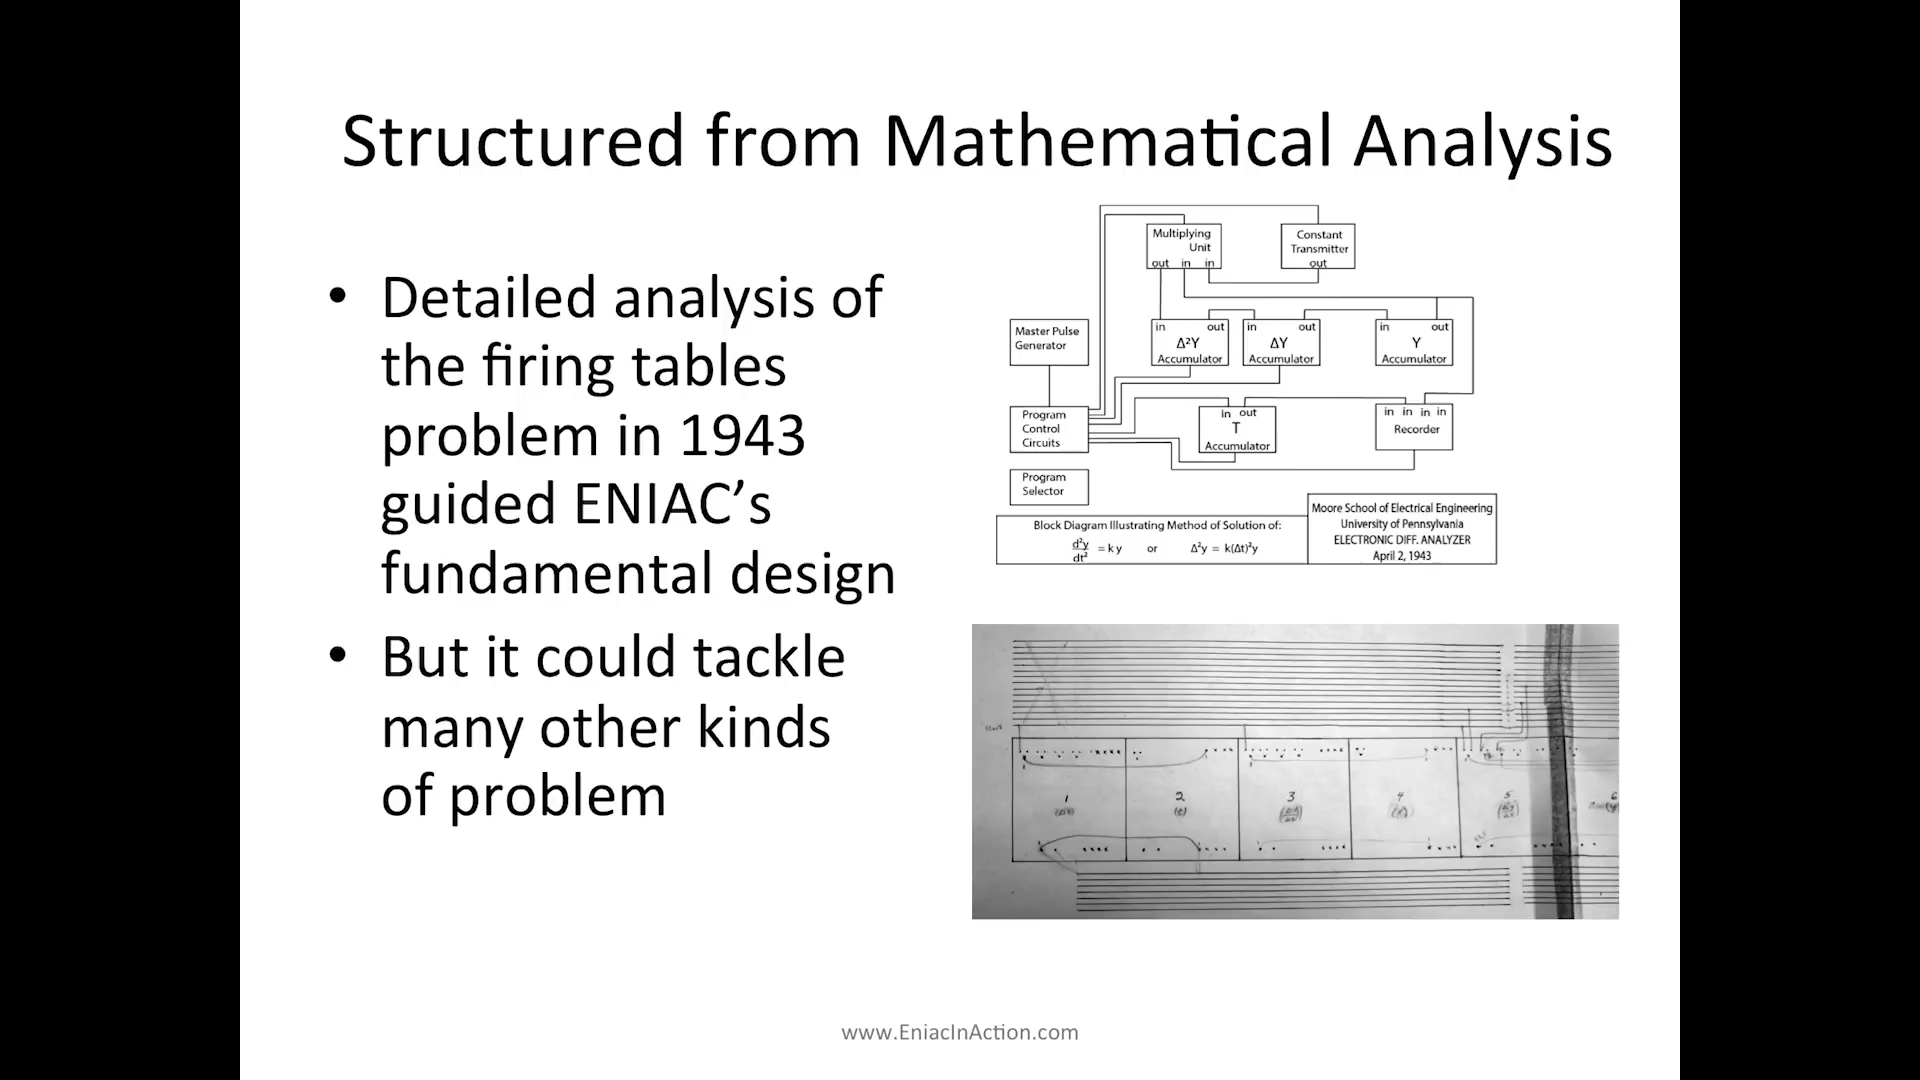 Structured from Mathematical Analysis
• Detailed analysis of
the firing tables
problem in 1943
guided ENIAC’s
fundamental design
• But it could tackle
many other kinds
of problem
Multiplying
Unit
out in in
Constant
Transmitter
out
Master Pulse
Generator
in out
Δ²Y
Accumulator
in out
ΔY
Accumulator
in out
Y
Accumulator
Program
Control
Circuits
in out
T
Accumulator
in in in in
Recorder
Program
Selector
Block Diagram Illustrating Method of Solution of:
d²y/dt² = k y or Δ²y = k(Δt)²y
Moore School of Electrical Engineering
University of Pennsylvania
ELECTRONIC DIFF. ANALYZER
April 2, 1943
1 2 3 4 5 6
(t)
www.EniacInAction.com